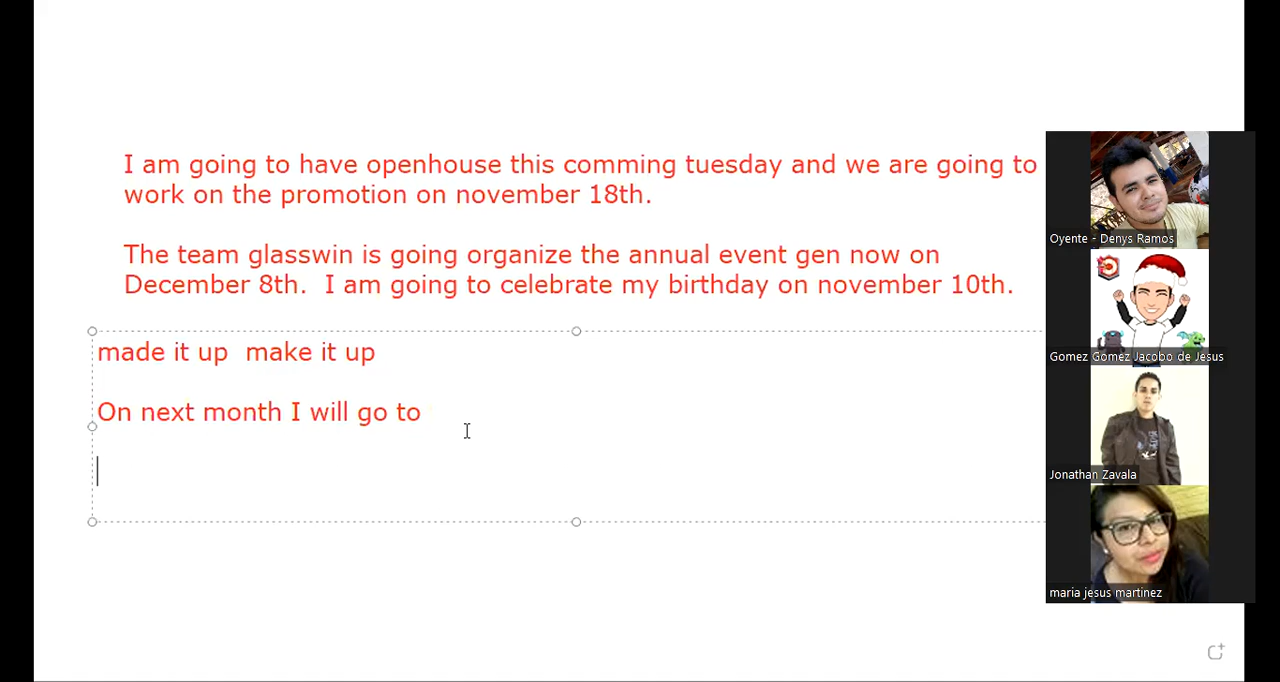 I am going to have openhouse this comming tuesday and we are going to
work on the promotion on november 18th.
The team glasswin is going organize the annual event gen now on
December 8th.  I am going to celebrate my birthday on november 10th.
made it up  make it up
On next month I will go to
Oyente - Denys Ramos
Gomez Gomez Jacobo de Jesus
Jonathan Zavala
maria jesus martinez